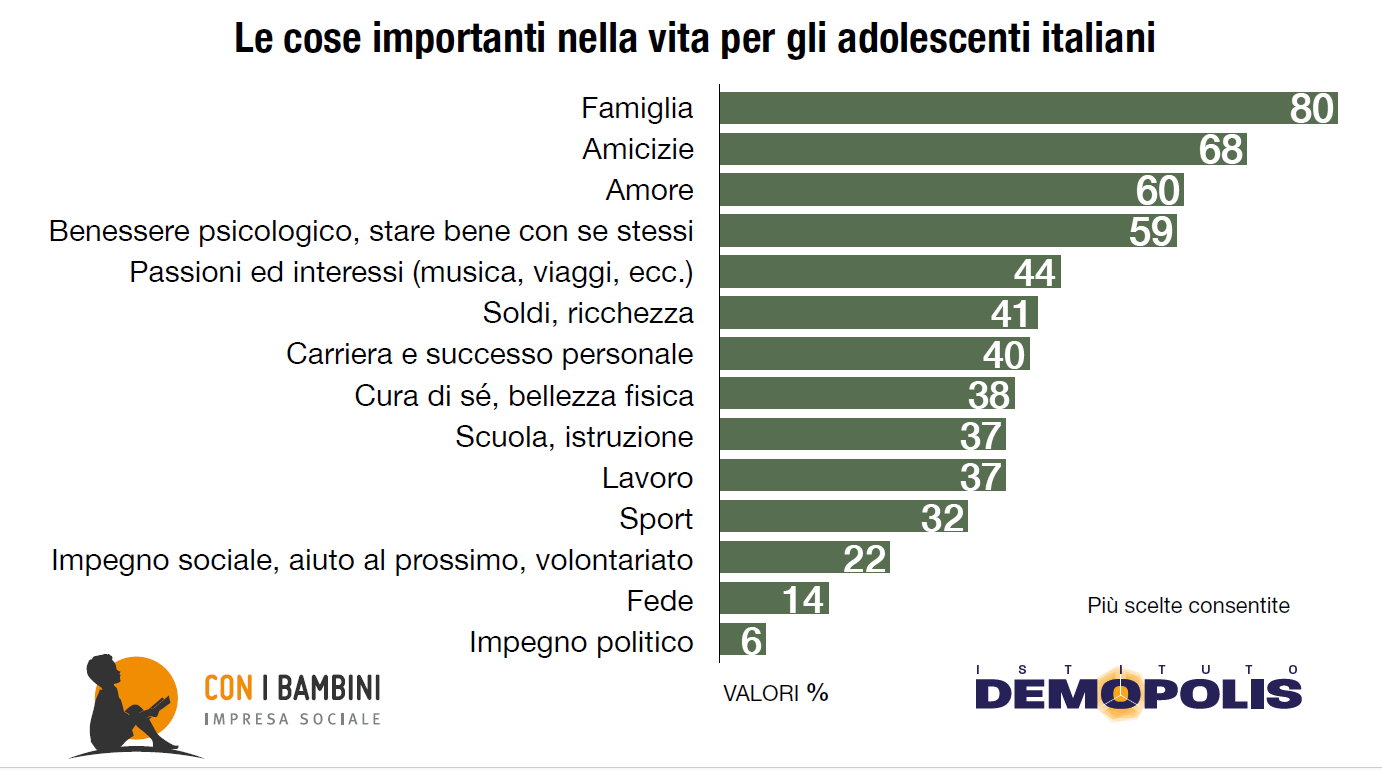 Le cose importanti nella vita per gli adolescenti italiani
Famiglia 80
Amicizie 68
Amore 60
Benessere psicologico, stare bene con se stessi 59
Passioni ed interessi (musica, viaggi, ecc.) 44
Soldi, ricchezza 41
Carriera e successo personale 40
Cura di sé, bellezza fisica 38
Scuola, istruzione 37
Lavoro 37
Sport 32
Impegno sociale, aiuto al prossimo, volontariato 22
Fede 14
Più scelte consentite
Impegno politico 6
CON I BAMBINI
IMPRESA SOCIALE
VALORI %
ISTITUTO
DEMOPOLIS